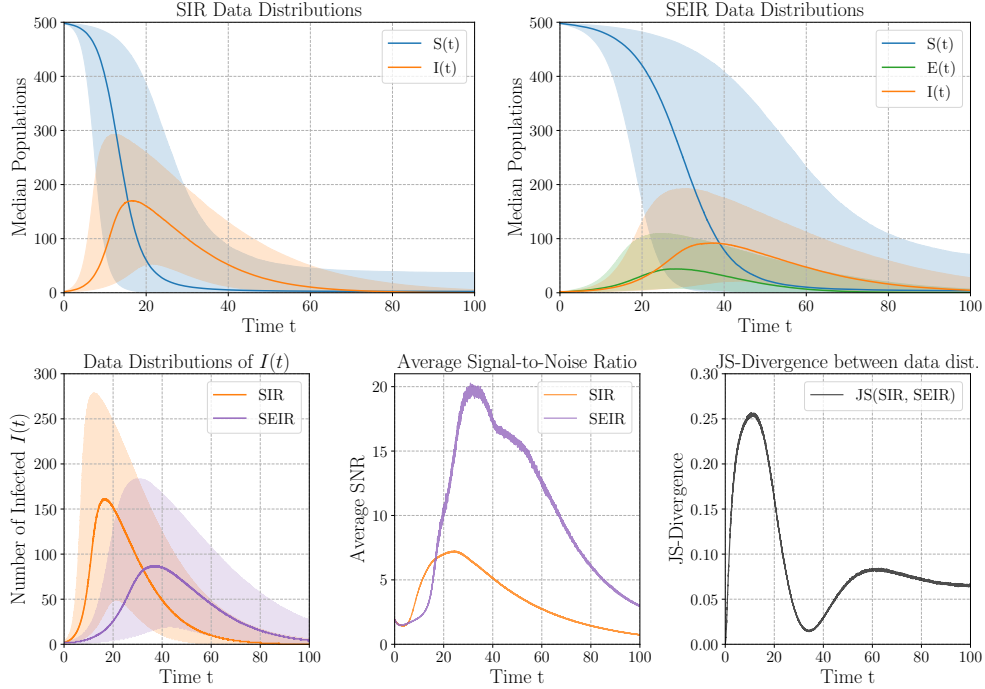 SIR Data Distributions
500
400
300
200
100
0
Median Populations
S(t)
I(t)
0 20 40 60 80 100
Time t
SEIR Data Distributions
500
400
300
200
100
0
Median Populations
S(t)
E(t)
I(t)
0 20 40 60 80 100
Time t
Data Distributions of I(t)
300
250
200
150
100
50
0
Number of Infected I(t)
SIR
SEIR
0 20 40 60 80 100
Time t
Average Signal-to-Noise Ratio
20
15
10
5
0
Average SNR
SIR
SEIR
0 20 40 60 80 100
Time t
JS-Divergence between data dist.
0.30
0.25
0.20
0.15
0.10
0.05
0.00
JS-Divergence
JS(SIR, SEIR)
0 20 40 60 80 100
Time t